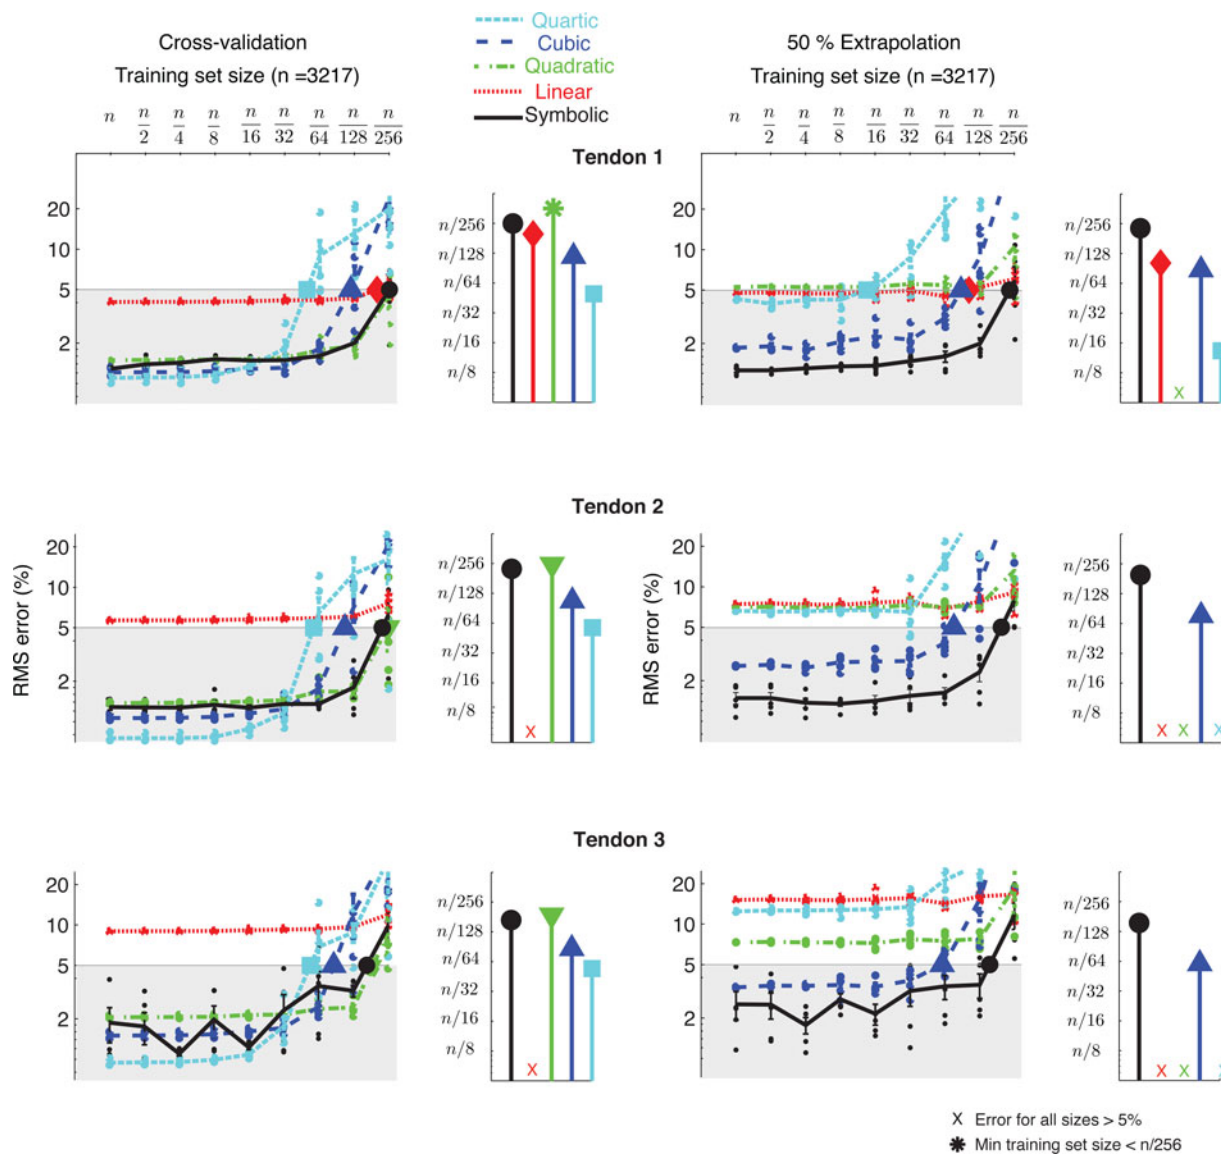 Quartic
Cubic
Quadratic
Linear
Symbolic
Cross-validation
Training set size (n =3217)
n n/2 n/4 n/8 n/16 n/32 n/64 n/128 n/256
50 % Extrapolation
Training set size (n =3217)
n n/2 n/4 n/8 n/16 n/32 n/64 n/128 n/256
Tendon 1
20
10
5
2
n/256
n/128
n/64
n/32
n/16
n/8
20
10
5
2
n/256
n/128
n/64
n/32
n/16
n/8
x
Tendon 2
RMS error (%)
20
10
5
2
n/256
n/128
n/64
n/32
n/16
n/8
x
RMS error (%)
20
10
5
2
n/256
n/128
n/64
n/32
n/16
n/8
x x x
Tendon 3
20
10
5
2
n/256
n/128
n/64
n/32
n/16
n/8
x
20
10
5
2
n/256
n/128
n/64
n/32
n/16
n/8
x x x
X Error for all sizes > 5%
✱ Min training set size < n/256